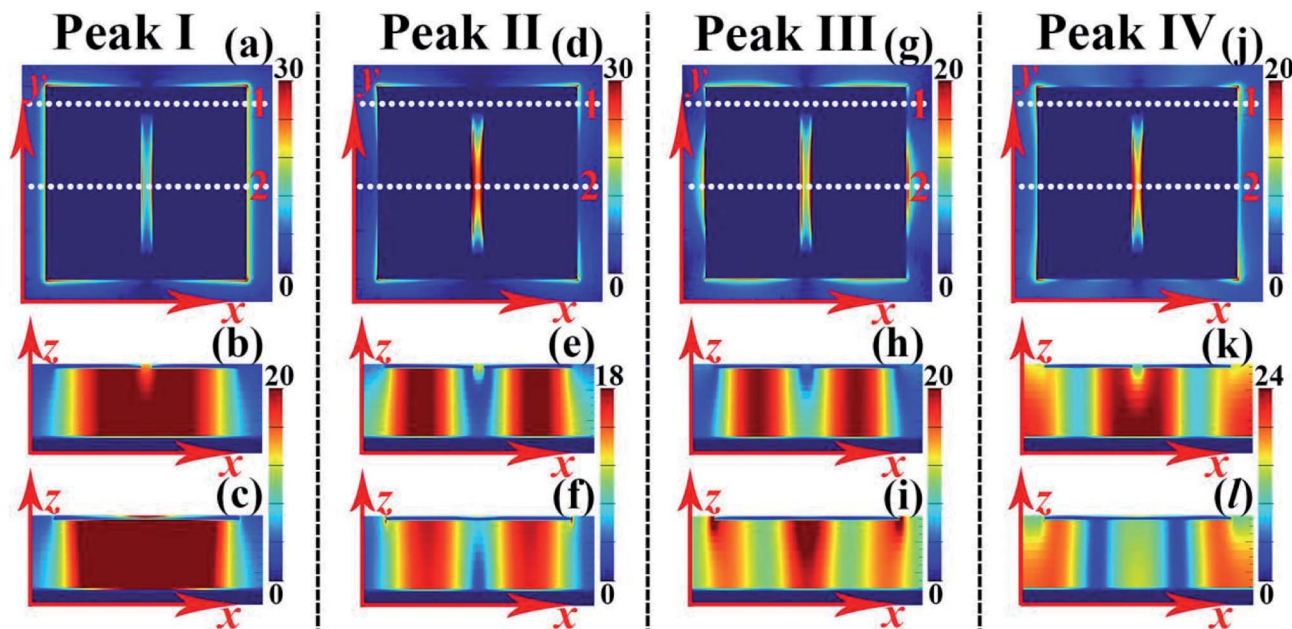 Peak I Peak II Peak III Peak IV
(a) (d) (g) (j)
30 30 20 20
y y y y
1 1 1 1
2 2 2 2
0 0 0 0
x x x x
z z z z
(b) (e) (h) (k)
20 18 20 24
x x x x
z z z z
(c) (f) (i) (l)
0 0 0 0
x x x x